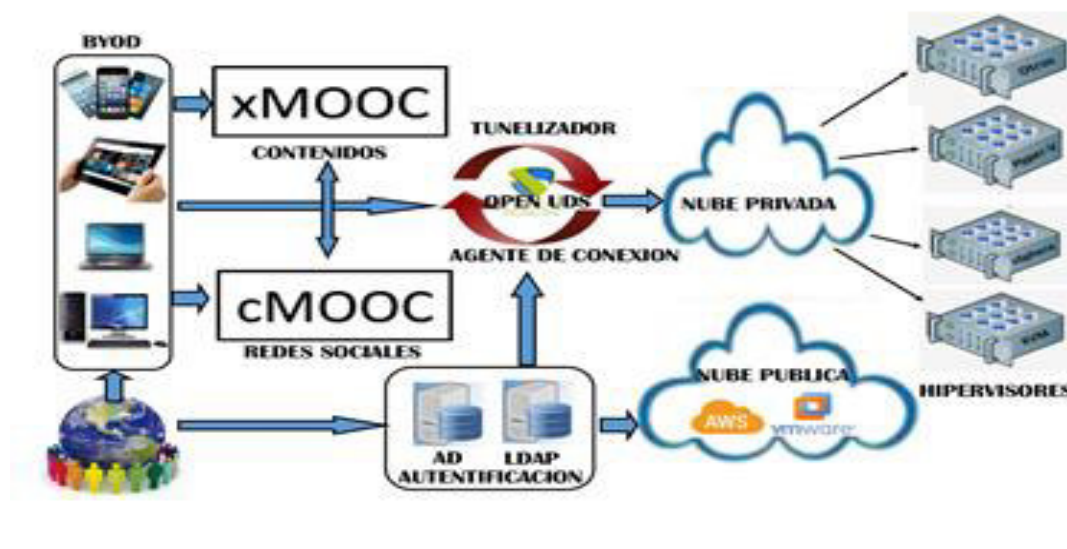 BYOD
xMOOC
CONTENIDOS
TUNELIZADOR
OPEN UDS
AGENTE DE CONEXION
NUBE PRIVADA
cMOOC
REDES SOCIALES
NUBE PUBLICA
AWS
vmware
HIPERVISORES
AD
LDAP
AUTENTIFICACION